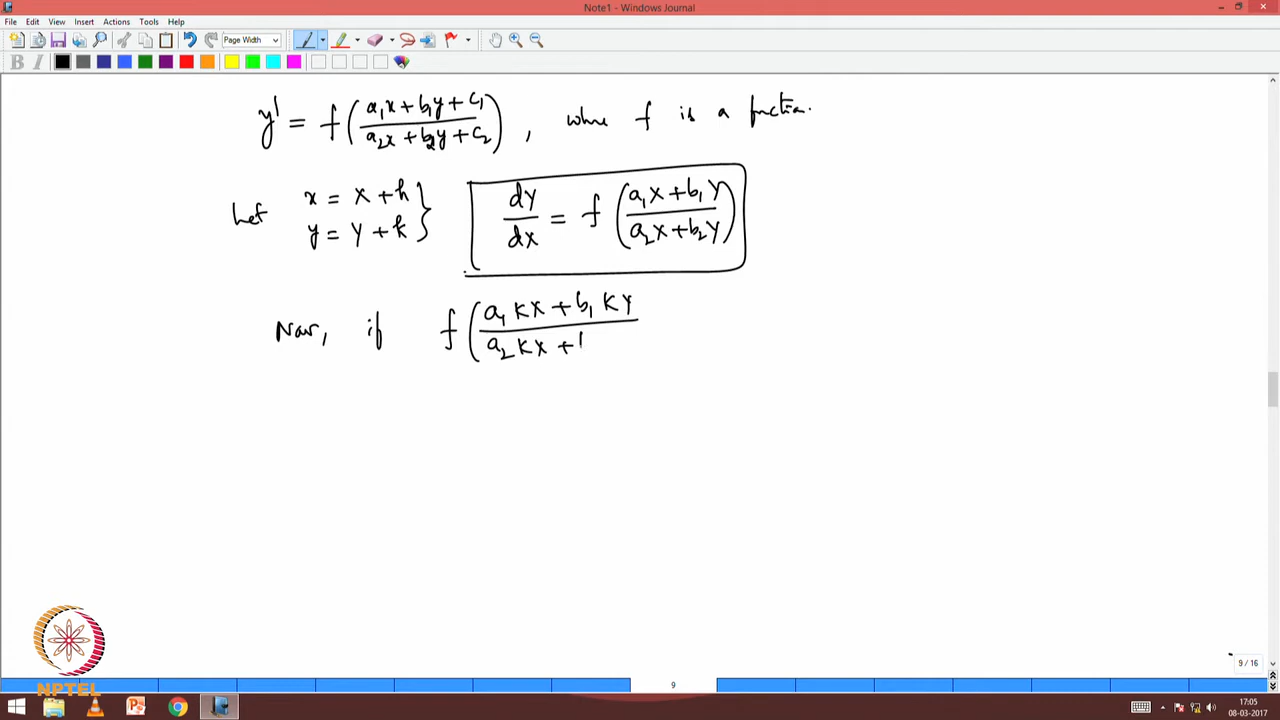 Note1 - Windows Journal
File Edit View Insert Actions Tools Help
Page Width
B I
y' = f(a₁x + b₁y + c₁ / a₂x + b₂y + c₂), where f is a function.
Let x = X + h
y = Y + k } dY/dX = f(a₁X + b₁Y / a₂X + b₂Y)
Now, if f(a₁KX + b₁KY / a₂KX +
9 / 16
NPTEL
9
17:05
08-03-2017